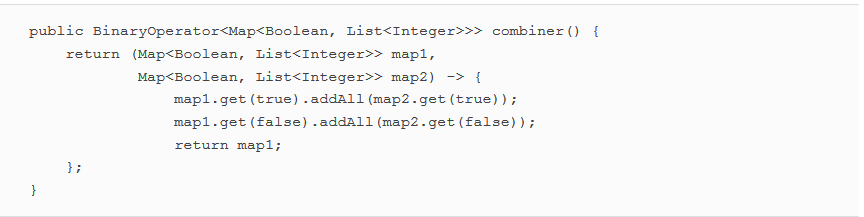 public BinaryOperator<Map<Boolean, List<Integer>>> combiner() {
    return (Map<Boolean, List<Integer>> map1,
            Map<Boolean, List<Integer>> map2) -> {
                map1.get(true).addAll(map2.get(true));
                map1.get(false).addAll(map2.get(false));
                return map1;
    };
}